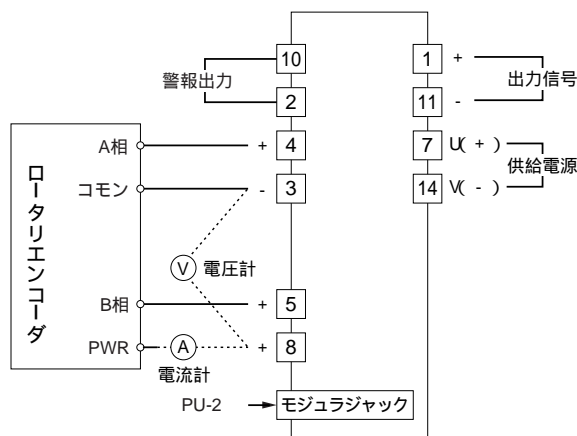 10 1 +
警報出力 出力信号
2 11 -
A相 + 4 7 U( + )
供給電源
コモン - 3 14 V( - )
ロータリエンコーダ
V 電圧計
B相 + 5
PWR A + 8
電流計
PU-2 モジュラジャック